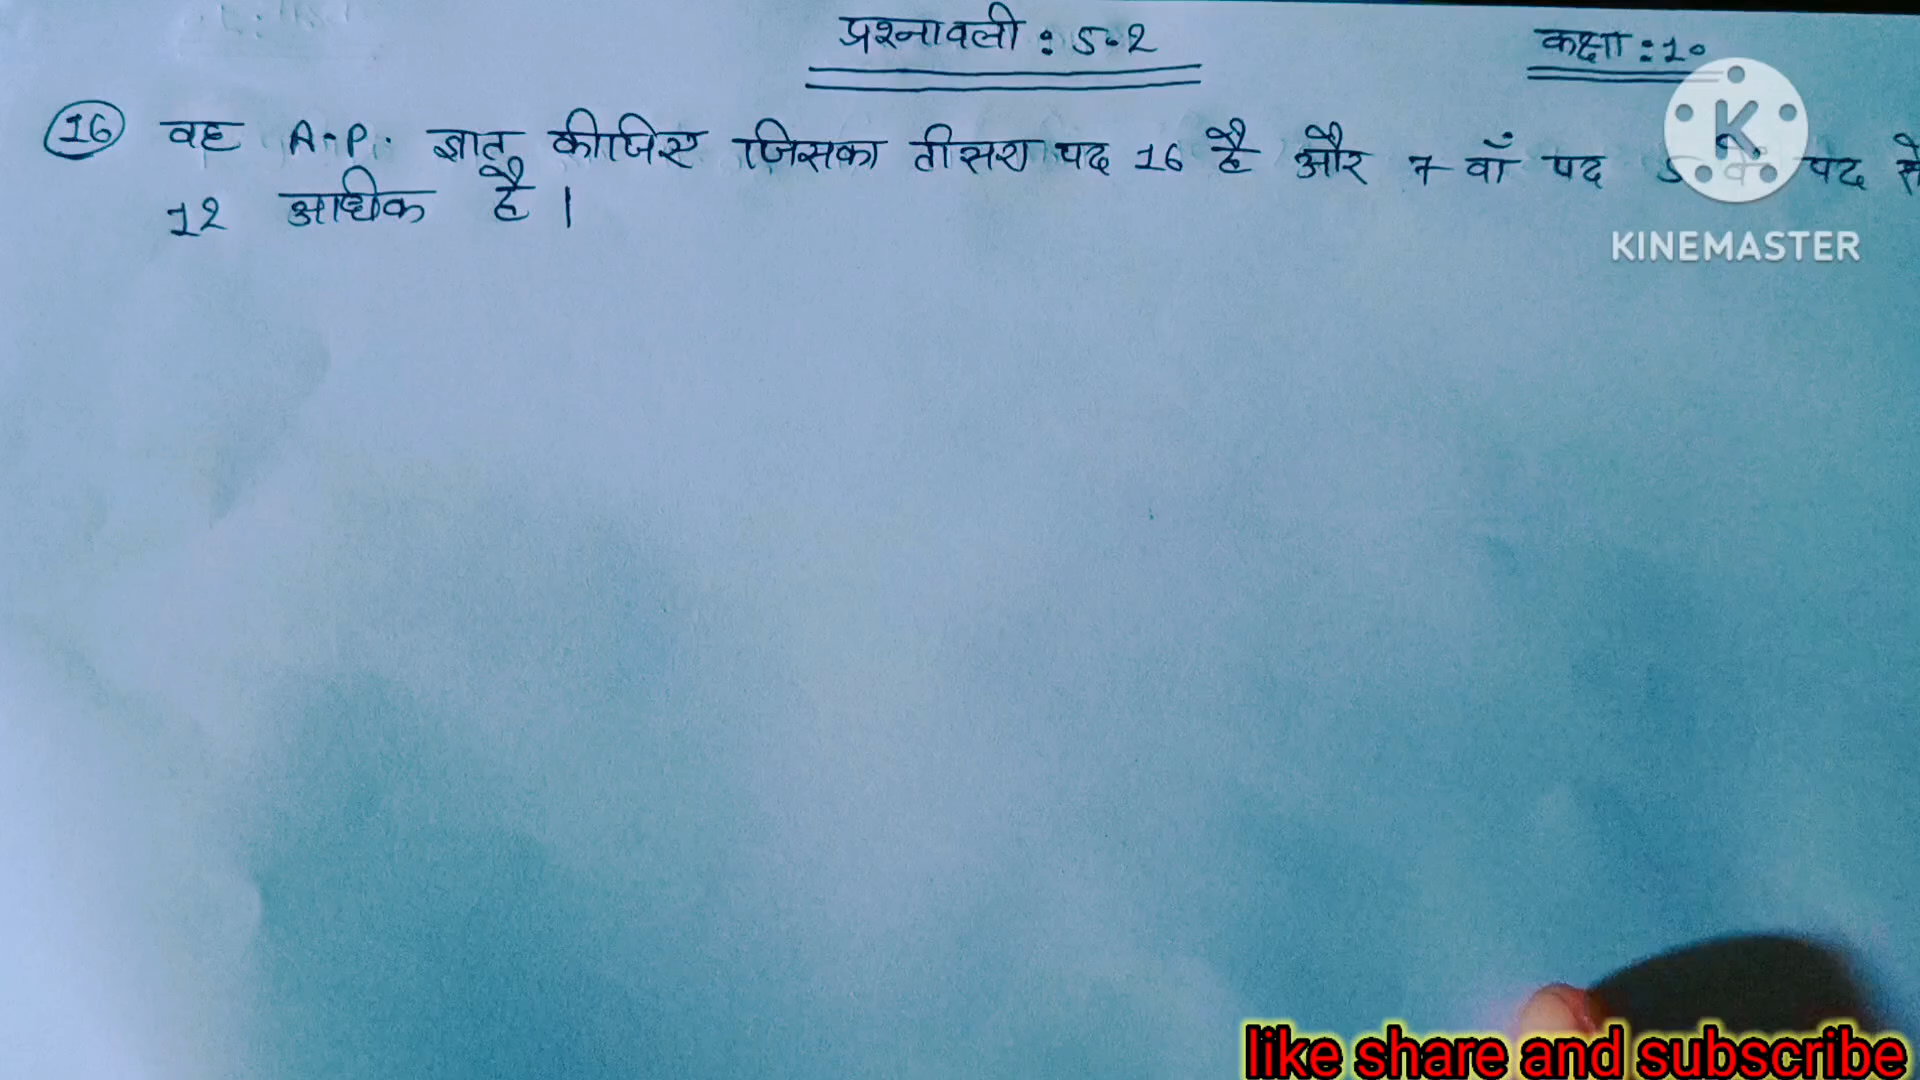 प्रश्नावली : 5.2
कक्षा : 10
16 वह A.P. ज्ञात कीजिए जिसका तीसरा पद 16 है और 7 वाँ पद 5 वें पद से
12 अधिक है ।
K
KINEMASTER
like share and subscribe